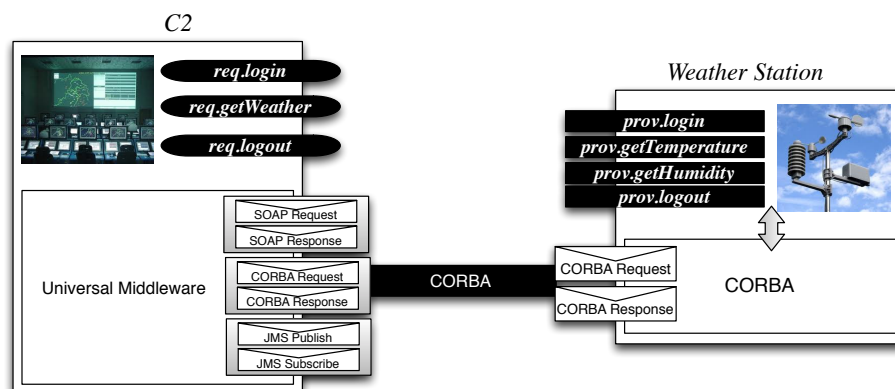 C2
req.login
req.getWeather
req.logout
SOAP Request
SOAP Response
Universal Middleware
CORBA Request
CORBA Response
JMS Publish
JMS Subscribe
CORBA
Weather Station
prov.login
prov.getTemperature
prov.getHumidity
prov.logout
CORBA Request
CORBA Response
CORBA